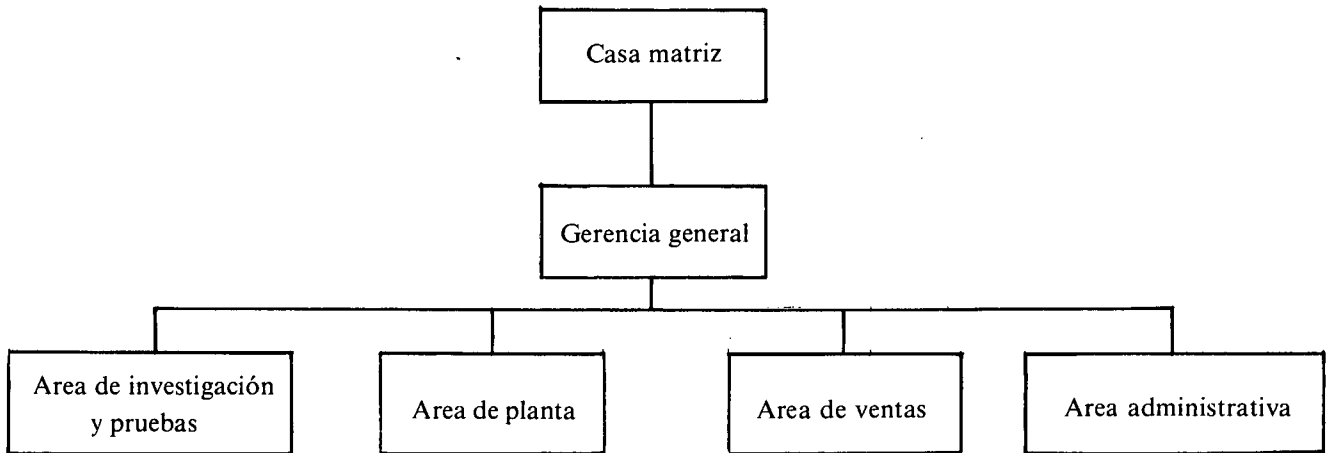 Casa matriz
Gerencia general
Area de investigación
y pruebas
Area de planta
Area de ventas
Area administrativa